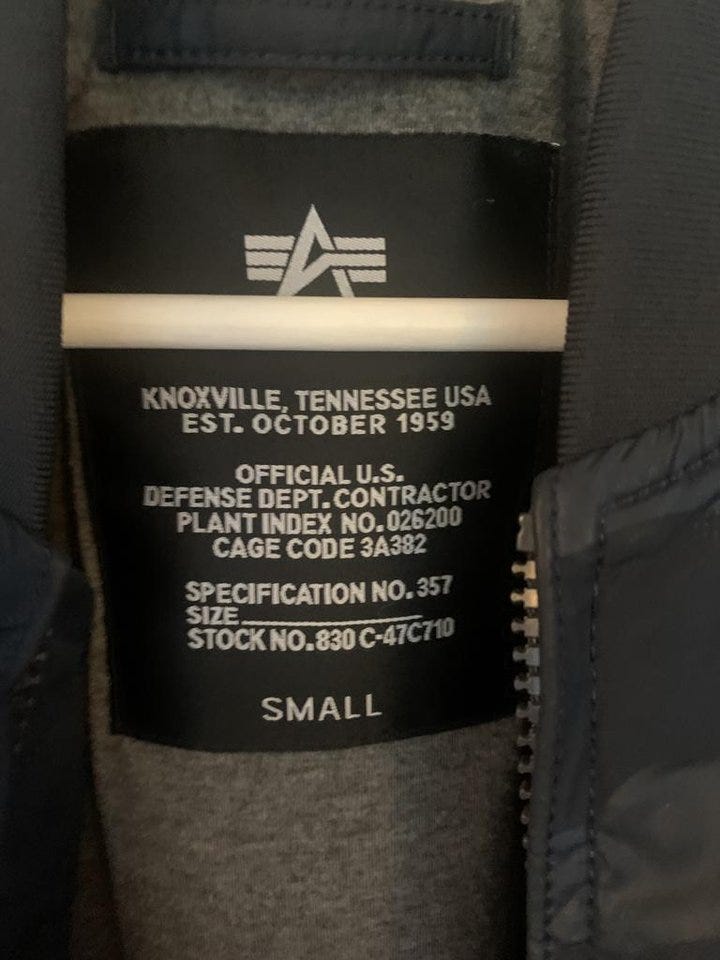 KNOXVILLE, TENNESSEE USA
EST. OCTOBER 1959
OFFICIAL U.S.
DEFENSE DEPT. CONTRACTOR
PLANT INDEX NO. 026200
CAGE CODE 3A382
SPECIFICATION NO. 357
SIZE
STOCK NO. 830 C-47C710
SMALL